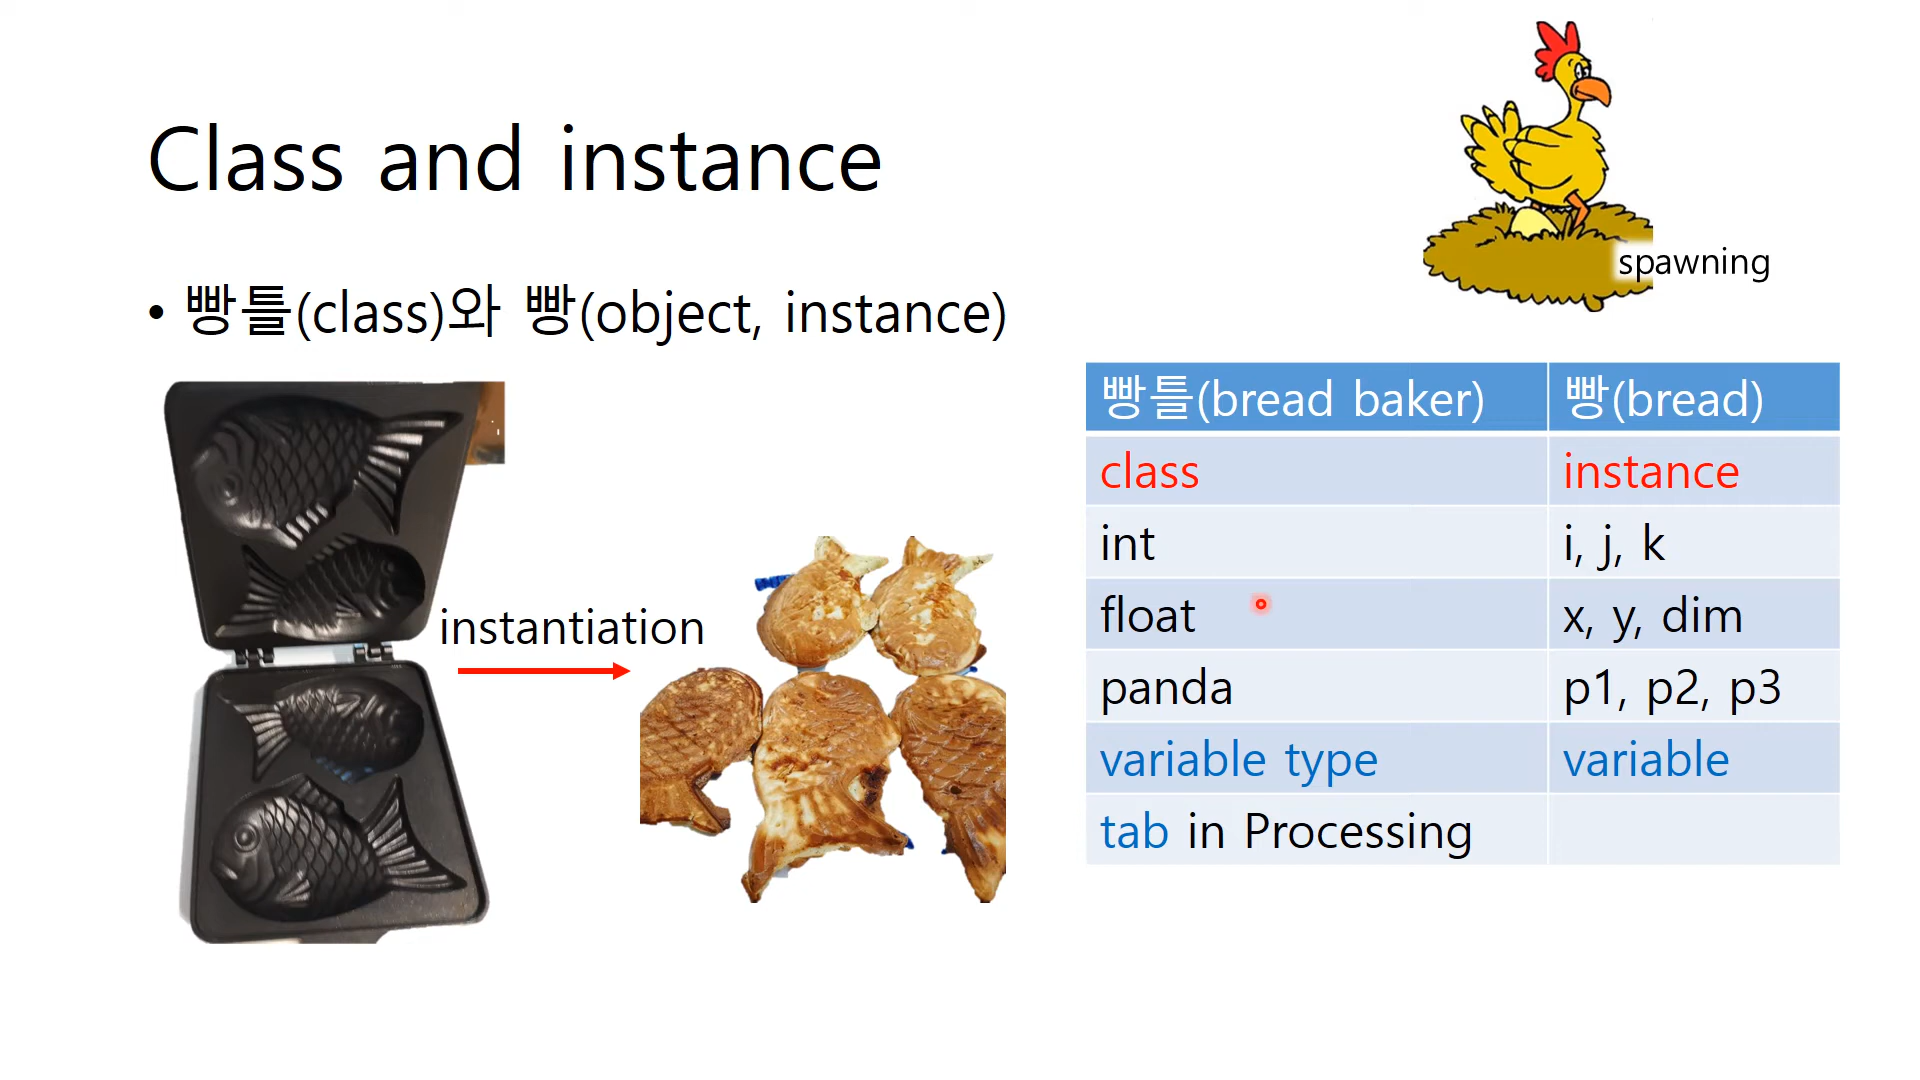 Class and instance
spawning
• 빵틀(class)와 빵(object, instance)
instantiation
빵틀(bread baker) 빵(bread)
class instance
int i, j, k
float x, y, dim
panda p1, p2, p3
variable type variable
tab in Processing